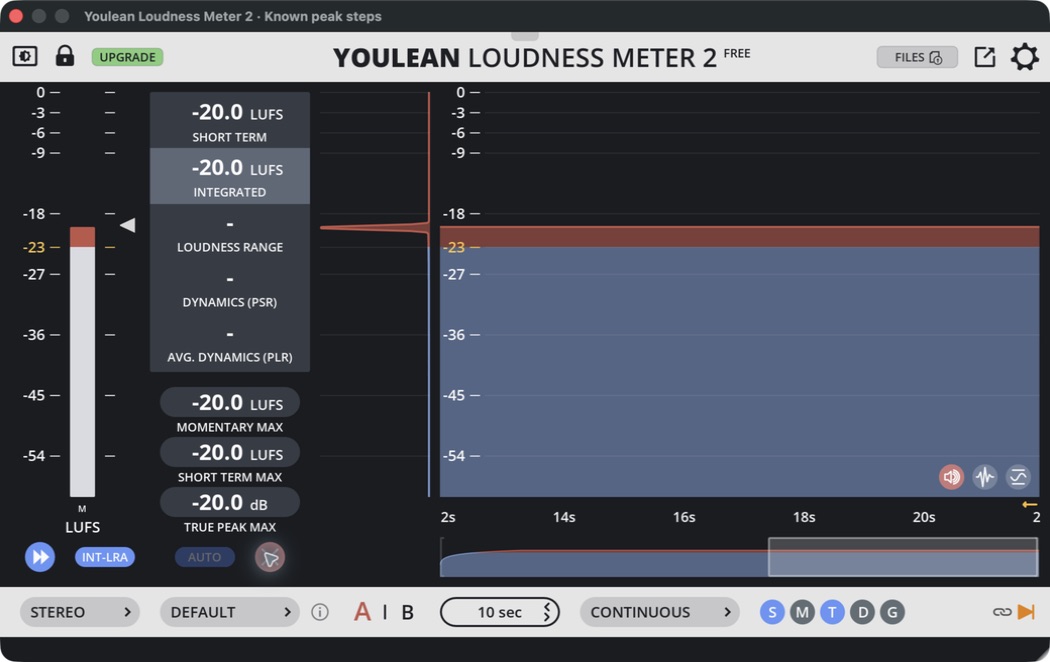 Youlean Loudness Meter 2 · Known peak steps
UPGRADE
YOULEAN LOUDNESS METER 2 FREE
FILES
0
-3
-6
-9
-18
-23
-27
-36
-45
-54
M
LUFS
-20.0 LUFS
SHORT TERM
-20.0 LUFS
INTEGRATED
-
LOUDNESS RANGE
-
DYNAMICS (PSR)
-
AVG. DYNAMICS (PLR)
-20.0 LUFS
MOMENTARY MAX
-20.0 LUFS
SHORT TERM MAX
-20.0 dB
TRUE PEAK MAX
INT-LRA
AUTO
0
-3
-6
-9
-18
-23
-27
-36
-45
-54
2s 14s 16s 18s 20s 2
STEREO
DEFAULT
A | B
10 sec
CONTINUOUS
S M T D G